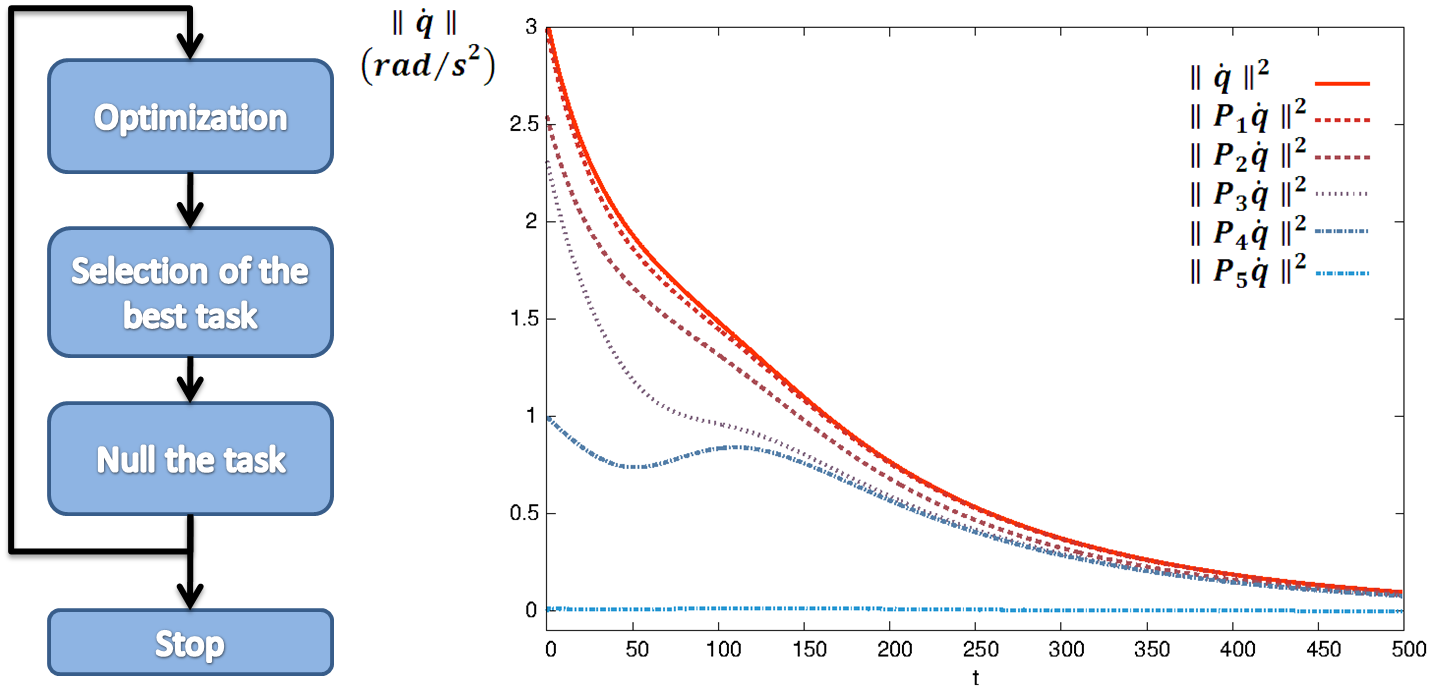 Optimization
Selection of the
best task
Null the task
Stop
‖ q̇ ‖
(rad/s²)
3
2.5
2
1.5
1
0.5
0
0 50 100 150 200 250 300 350 400 450 500
t
‖ q̇ ‖²
‖ P₁q̇ ‖²
‖ P₂q̇ ‖²
‖ P₃q̇ ‖²
‖ P₄q̇ ‖²
‖ P₅q̇ ‖²